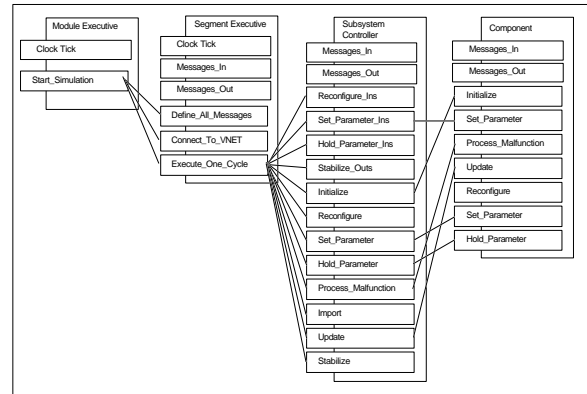 Module Executive
Clock Tick
Start_Simulation
Segment Executive
Clock Tick
Messages_In
Messages_Out
Define_All_Messages
Connect_To_VNET
Execute_One_Cycle
Subsystem
Controller
Messages_In
Messages_Out
Reconfigure_Ins
Set_Parameter_Ins
Hold_Parameter_Ins
Stabilize_Outs
Initialize
Reconfigure
Set_Parameter
Hold_Parameter
Process_Malfunction
Import
Update
Stabilize
Component
Messages_In
Messages_Out
Initialize
Set_Parameter
Process_Malfunction
Update
Reconfigure
Set_Parameter
Hold_Parameter